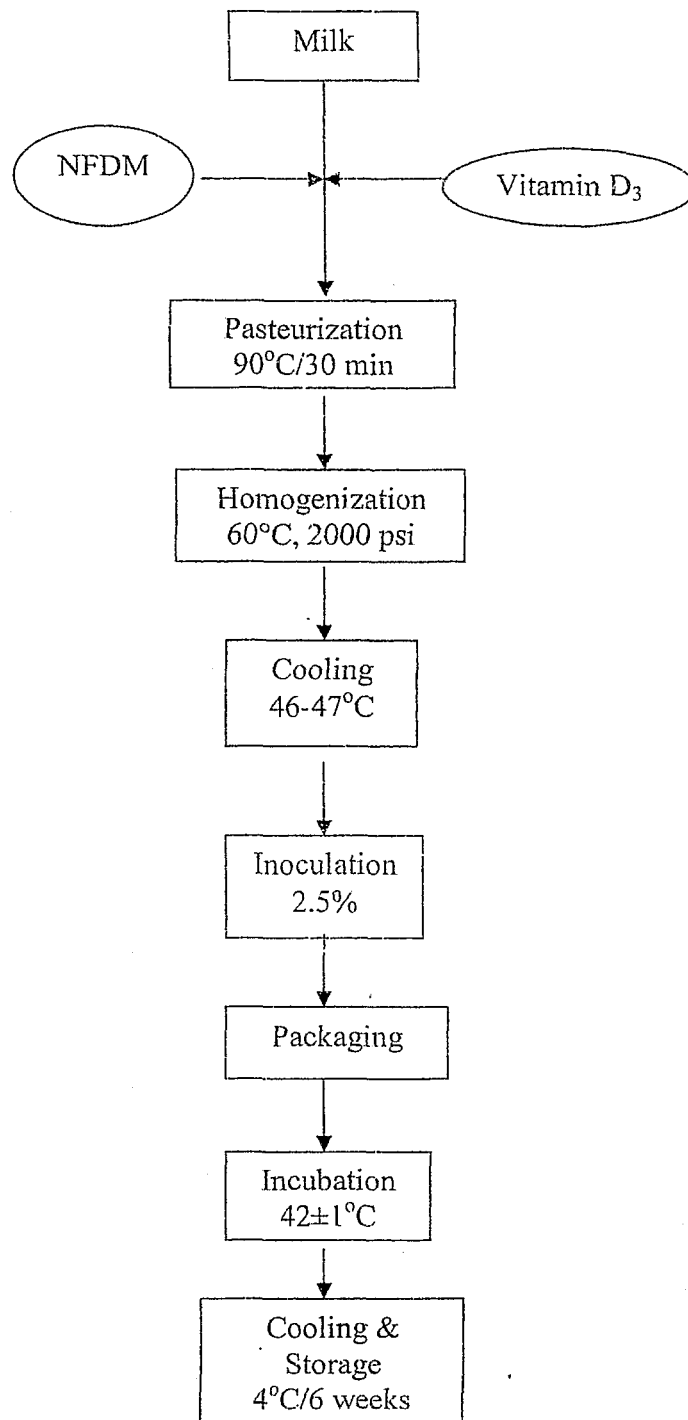 Milk
NFDM
Vitamin D₃
Pasteurization
90°C/30 min
Homogenization
60°C, 2000 psi
Cooling
46-47°C
Inoculation
2.5%
Packaging
Incubation
42±1°C
Cooling &
Storage
4°C/6 weeks